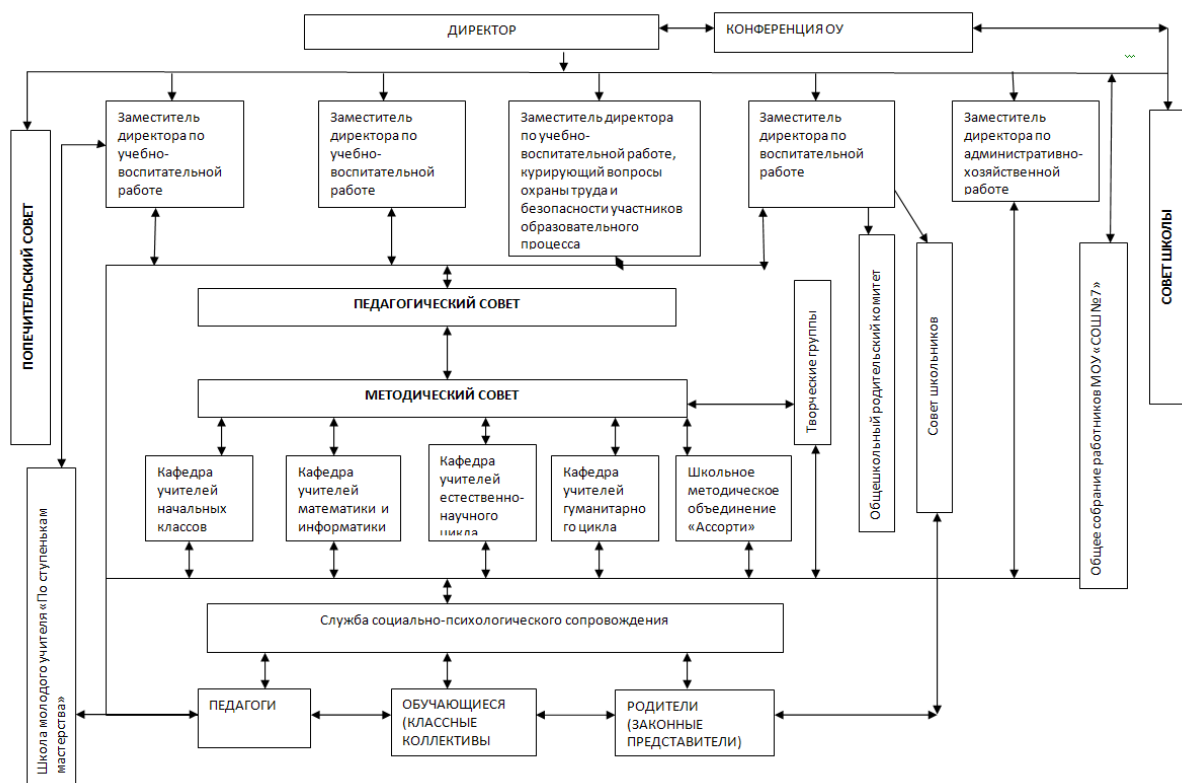 ДИРЕКТОР
КОНФЕРЕНЦИЯ ОУ
ПОПЕЧИТЕЛЬСКИЙ СОВЕТ
Заместитель
директора по
учебно-
воспитательной
работе
Заместитель
директора по
учебно-
воспитательной
работе
Заместитель директора
по учебно-
воспитательной работе,
курирующий вопросы
охраны труда и
безопасности участников
образовательного
процесса
Заместитель
директора по
воспитательной
работе
Заместитель
директора по
административно-
хозяйственной
работе
СОВЕТ ШКОЛЫ
Общее собрание работников МОУ «СОШ №7»
Общешкольный родительский комитет
Совет школьников
ПЕДАГОГИЧЕСКИЙ СОВЕТ
Творческие группы
МЕТОДИЧЕСКИЙ СОВЕТ
Кафедра
учителей
начальных
классов
Кафедра
учителей
математики и
информатики
Кафедра
учителей
естественно-
научного
цикла
Кафедра
учителей
гуманитарно
го цикла
Школьное
методическое
объединение
«Ассорти»
Школа молодого учителя «По ступенькам
мастерства»
Служба социально-психологического сопровождения
ПЕДАГОГИ
ОБУЧАЮЩИЕСЯ
(КЛАССНЫЕ
КОЛЛЕКТИВЫ
РОДИТЕЛИ
(ЗАКОННЫЕ
ПРЕДСТАВИТЕЛИ)